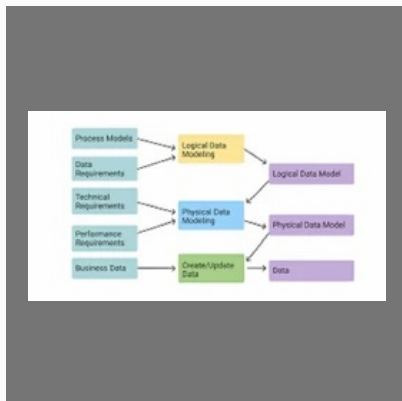 Process Models
Logical Data
Modeling
Data
Requirements
Logical Data Model
Technical
Requirements
Physical Data
Modeling
Physical Data Model
Performance
Requirements
Business Data
Create/Update
Data
Data